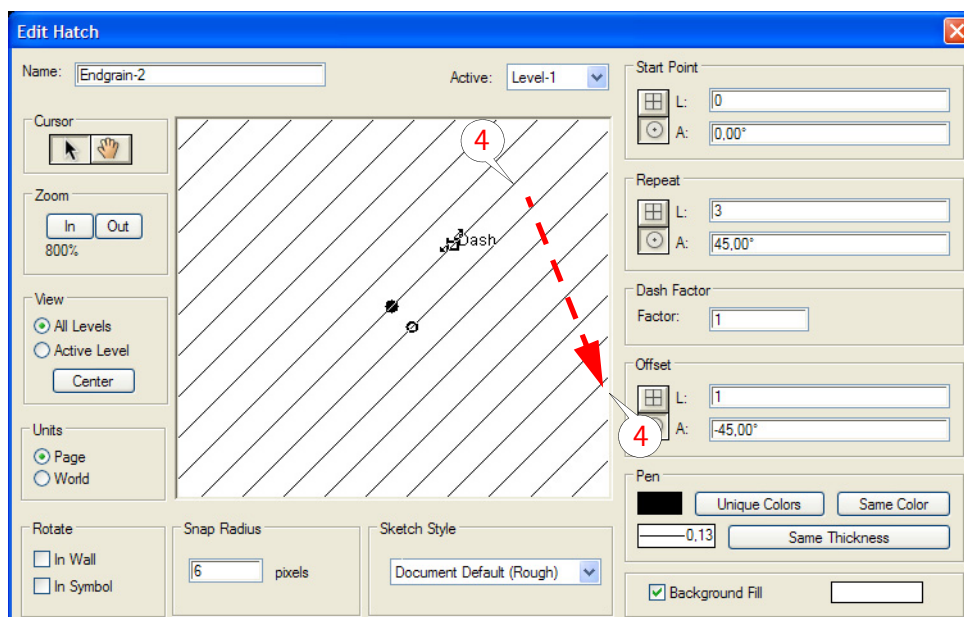 Edit Hatch
Name: Endgrain-2
Active: Level-1
Cursor
Zoom
In Out
800%
View
All Levels
Active Level
Center
Units
Page
World
Rotate
In Wall
In Symbol
Snap Radius
6 pixels
Sketch Style
Document Default (Rough)
4
Dash
4
Start Point
L: 0
A: 0,00°
Repeat
L: 3
A: 45,00°
Dash Factor
Factor: 1
Offset
L: 1
A: -45,00°
Pen
Unique Colors Same Color
0,13 Same Thickness
Background Fill